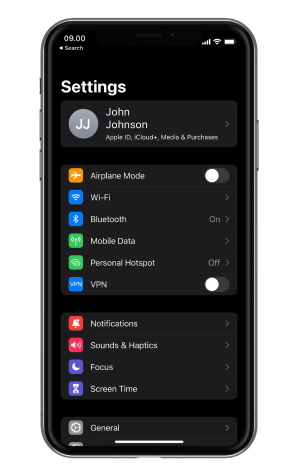 09.00
◀ Search
Settings
JJ
John
Johnson
Apple ID, iCloud+, Media & Purchases
Airplane Mode
Wi-Fi
Bluetooth On
Mobile Data
Personal Hotspot Off
VPN VPN
Notifications
Sounds & Haptics
Focus
Screen Time
General